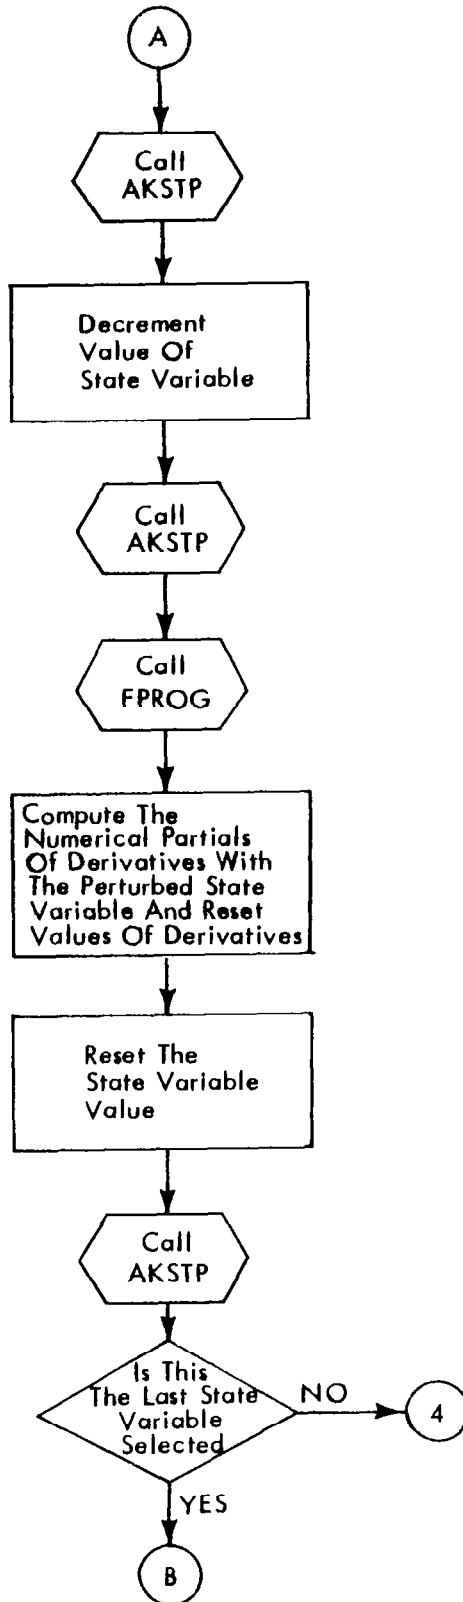 A
Call
AKSTP
Decrement
Value Of
State Variable
Call
AKSTP
Call
FPROG
Compute The
Numerical Partials
Of Derivatives With
The Perturbed State
Variable And Reset
Values Of Derivatives
Reset The
State Variable
Value
Call
AKSTP
Is This
The Last State
Variable
Selected
NO
4
YES
B